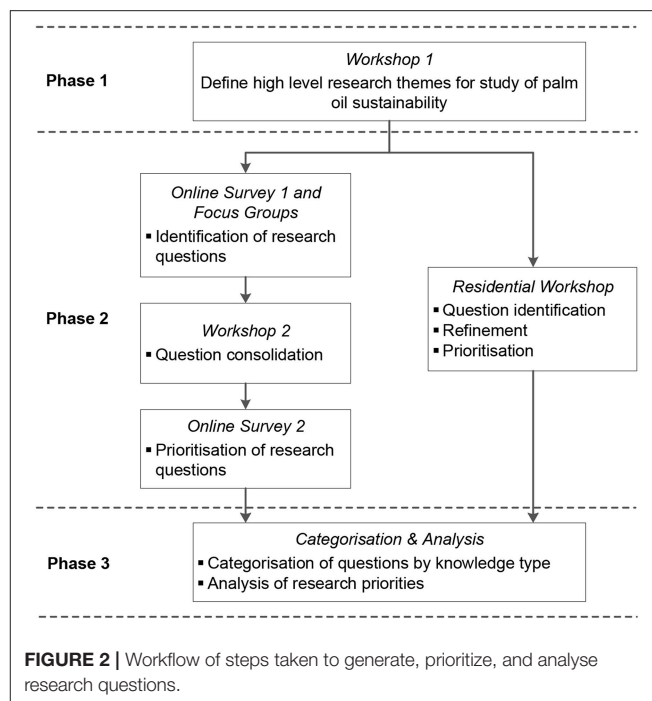 Phase 1
Workshop 1
Define high level research themes for study of palm
oil sustainability
Phase 2
Online Survey 1 and
Focus Groups
▪ Identification of research
questions
Workshop 2
▪ Question consolidation
Online Survey 2
▪ Prioritisation of research
questions
Residential Workshop
▪ Question identification
▪ Refinement
▪ Prioritisation
Phase 3
Categorisation & Analysis
▪ Categorisation of questions by knowledge type
▪ Analysis of research priorities
FIGURE 2 | Workflow of steps taken to generate, prioritize, and analyse
research questions.